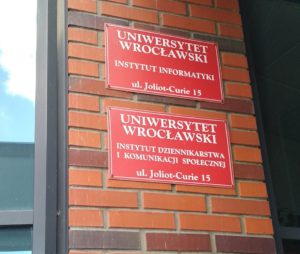 UNIWERSYTET
WROCŁAWSKI
INSTYTUT INFORMATYKI
ul. Joliot-Curie 15
UNIWERSYTET
WROCŁAWSKI
INSTYTUT DZIENNIKARSTWA
I KOMUNIKACJI SPOŁECZNEJ
ul. Joliot-Curie 15